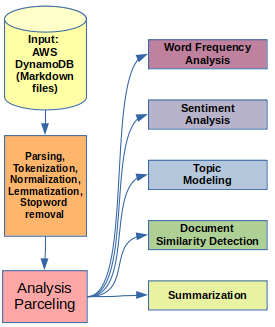 Input:
AWS
DynamoDB
(Markdown
files)
Parsing,
Tokenization,
Normalization,
Lemmatization,
Stopword
removal
Analysis
Parceling
Word Frequency
Analysis
Sentiment
Analysis
Topic
Modeling
Document
Similarity Detection
Summarization